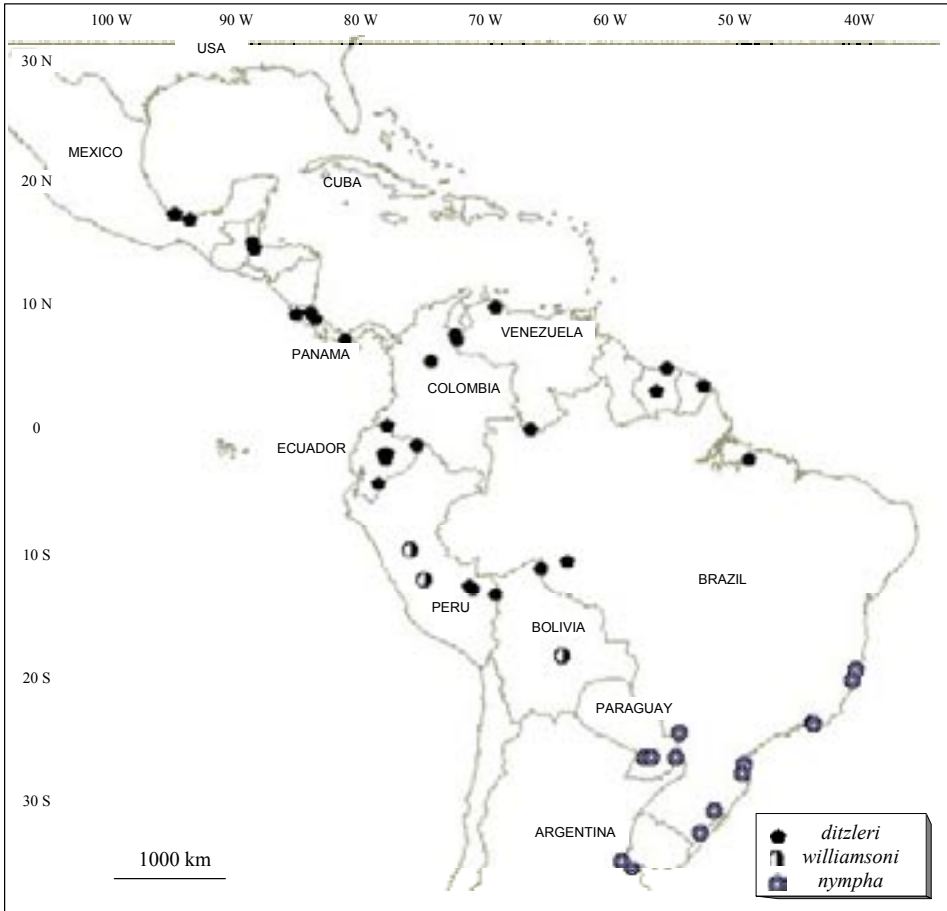 100 W 90 W 80 W 70 W 60 W 50 W 40W
USA
30 N
MEXICO
20 N
CUBA
10 N
VENEZUELA
PANAMA
COLOMBIA
0
ECUADOR
10 S
BRAZIL
PERU
BOLIVIA
20 S
PARAGUAY
30 S
ARGENTINA
ditzleri
1000 km
williamsoni
nympha